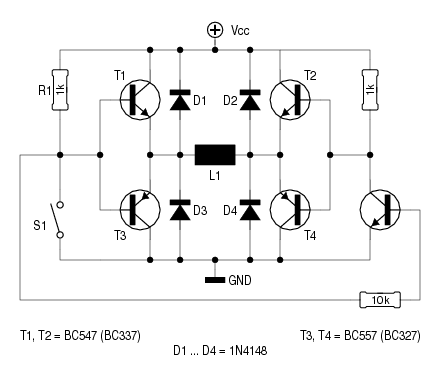 Vcc
T1
T2
R1
1k
D1
D2
1k
L1
S1
T3
D3
D4
T4
GND
10k
T1, T2 = BC547 (BC337)
T3, T4 = BC557 (BC327)
D1 ... D4 = 1N4148